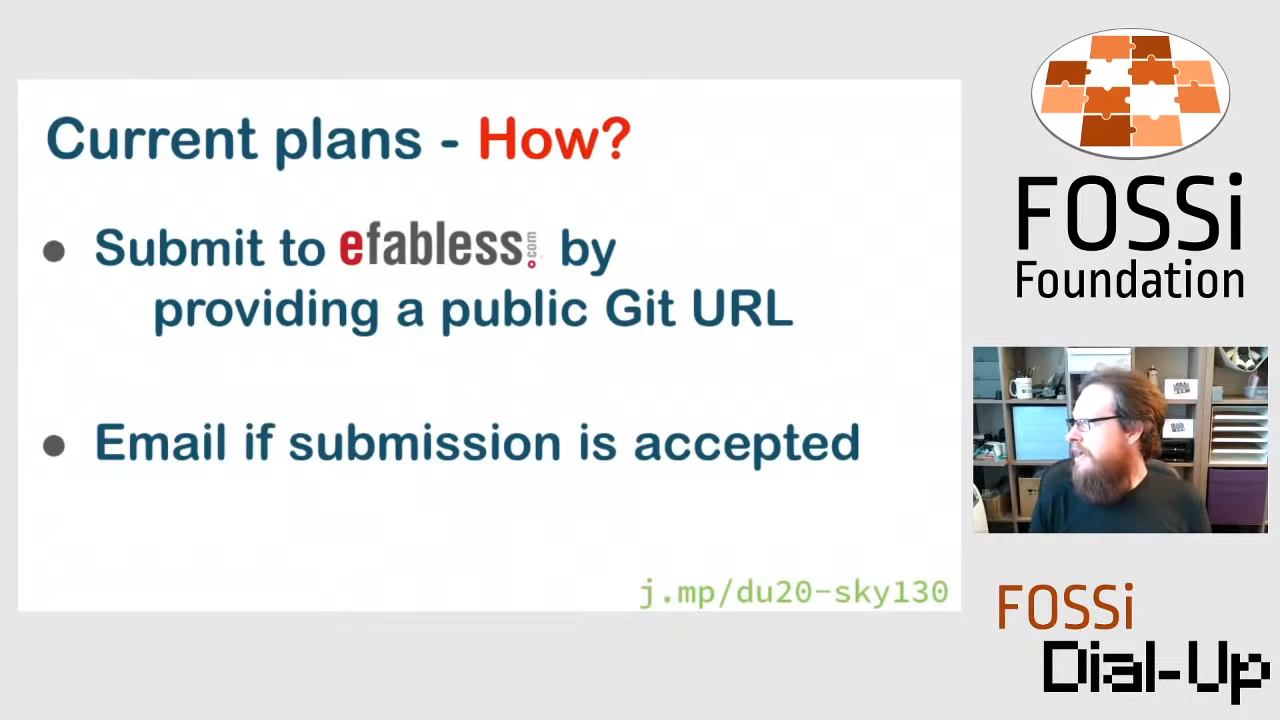 Current plans - How?
● Submit to efabless.com by
providing a public Git URL
● Email if submission is accepted
j.mp/du20-sky130
FOSSi
Foundation
FOSSi
Dial-Up